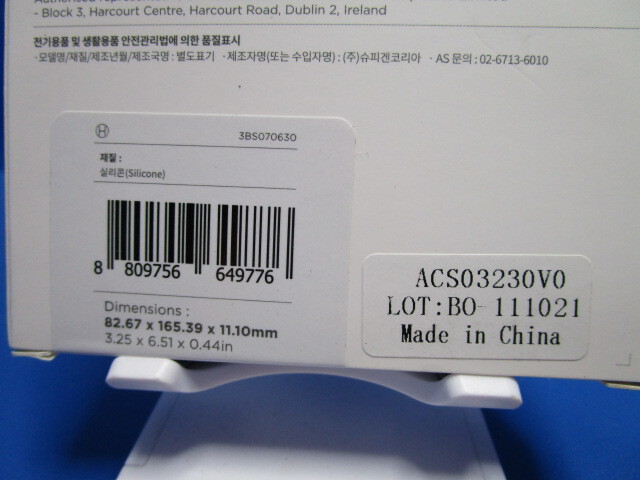 - Block 3, Harcourt Centre, Harcourt Road, Dublin 2, Ireland
전기용품 및 생활용품 안전관리법에 의한 품질표시
· 모델명/재질/제조년월/제조국명 : 별도표기 · 제조자명(또는 수입자명) : (주)슈피겐코리아 · AS 문의 : 02-6713-6010
H 3BS070630
재질 :
실리콘(Silicone)
8 809756 649776
Dimensions :
82.67 x 165.39 x 11.10mm
3.25 x 6.51 x 0.44in
ACS03230V0
LOT:BO-111021
Made in China